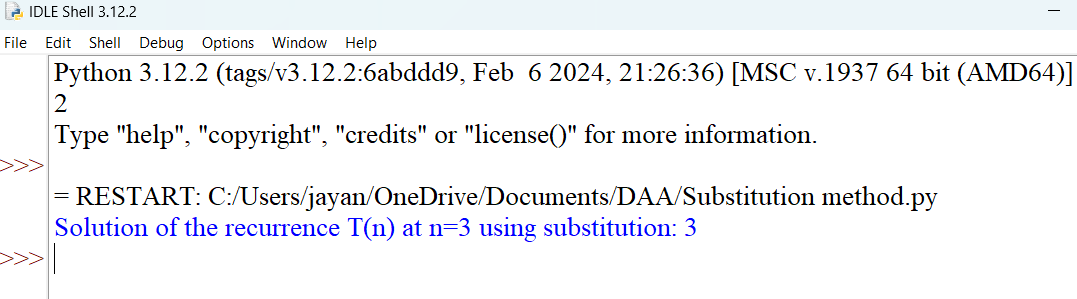 IDLE Shell 3.12.2
File Edit Shell Debug Options Window Help
Python 3.12.2 (tags/v3.12.2:6abddd9, Feb  6 2024, 21:26:36) [MSC v.1937 64 bit (AMD64)]
2
Type "help", "copyright", "credits" or "license()" for more information.
>>>
= RESTART: C:/Users/jayan/OneDrive/Documents/DAA/Substitution method.py
Solution of the recurrence T(n) at n=3 using substitution: 3
>>>